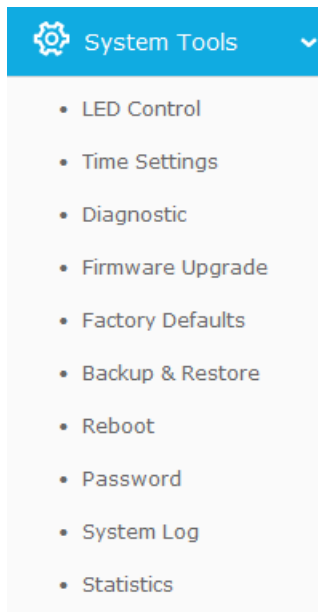 System Tools
LED Control
Time Settings
Diagnostic
Firmware Upgrade
Factory Defaults
Backup & Restore
Reboot
Password
System Log
Statistics